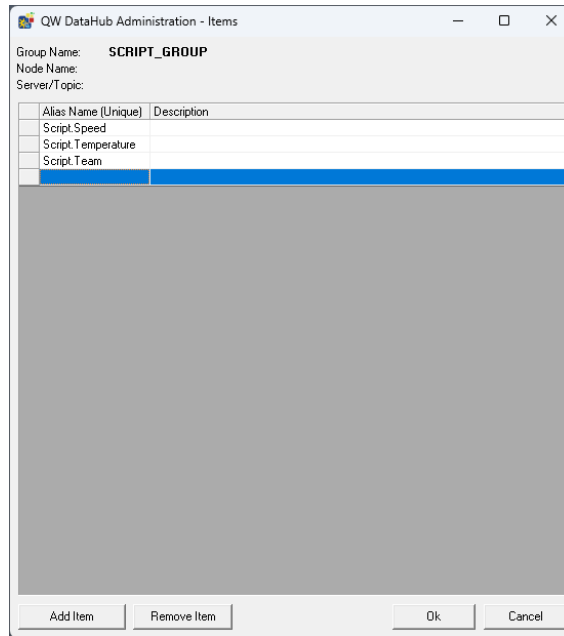 QW DataHub Administration - Items
Group Name: SCRIPT_GROUP
Node Name:
Server/Topic:
Alias Name (Unique) Description
Script.Speed
Script.Temperature
Script.Team
Add Item Remove Item Ok Cancel